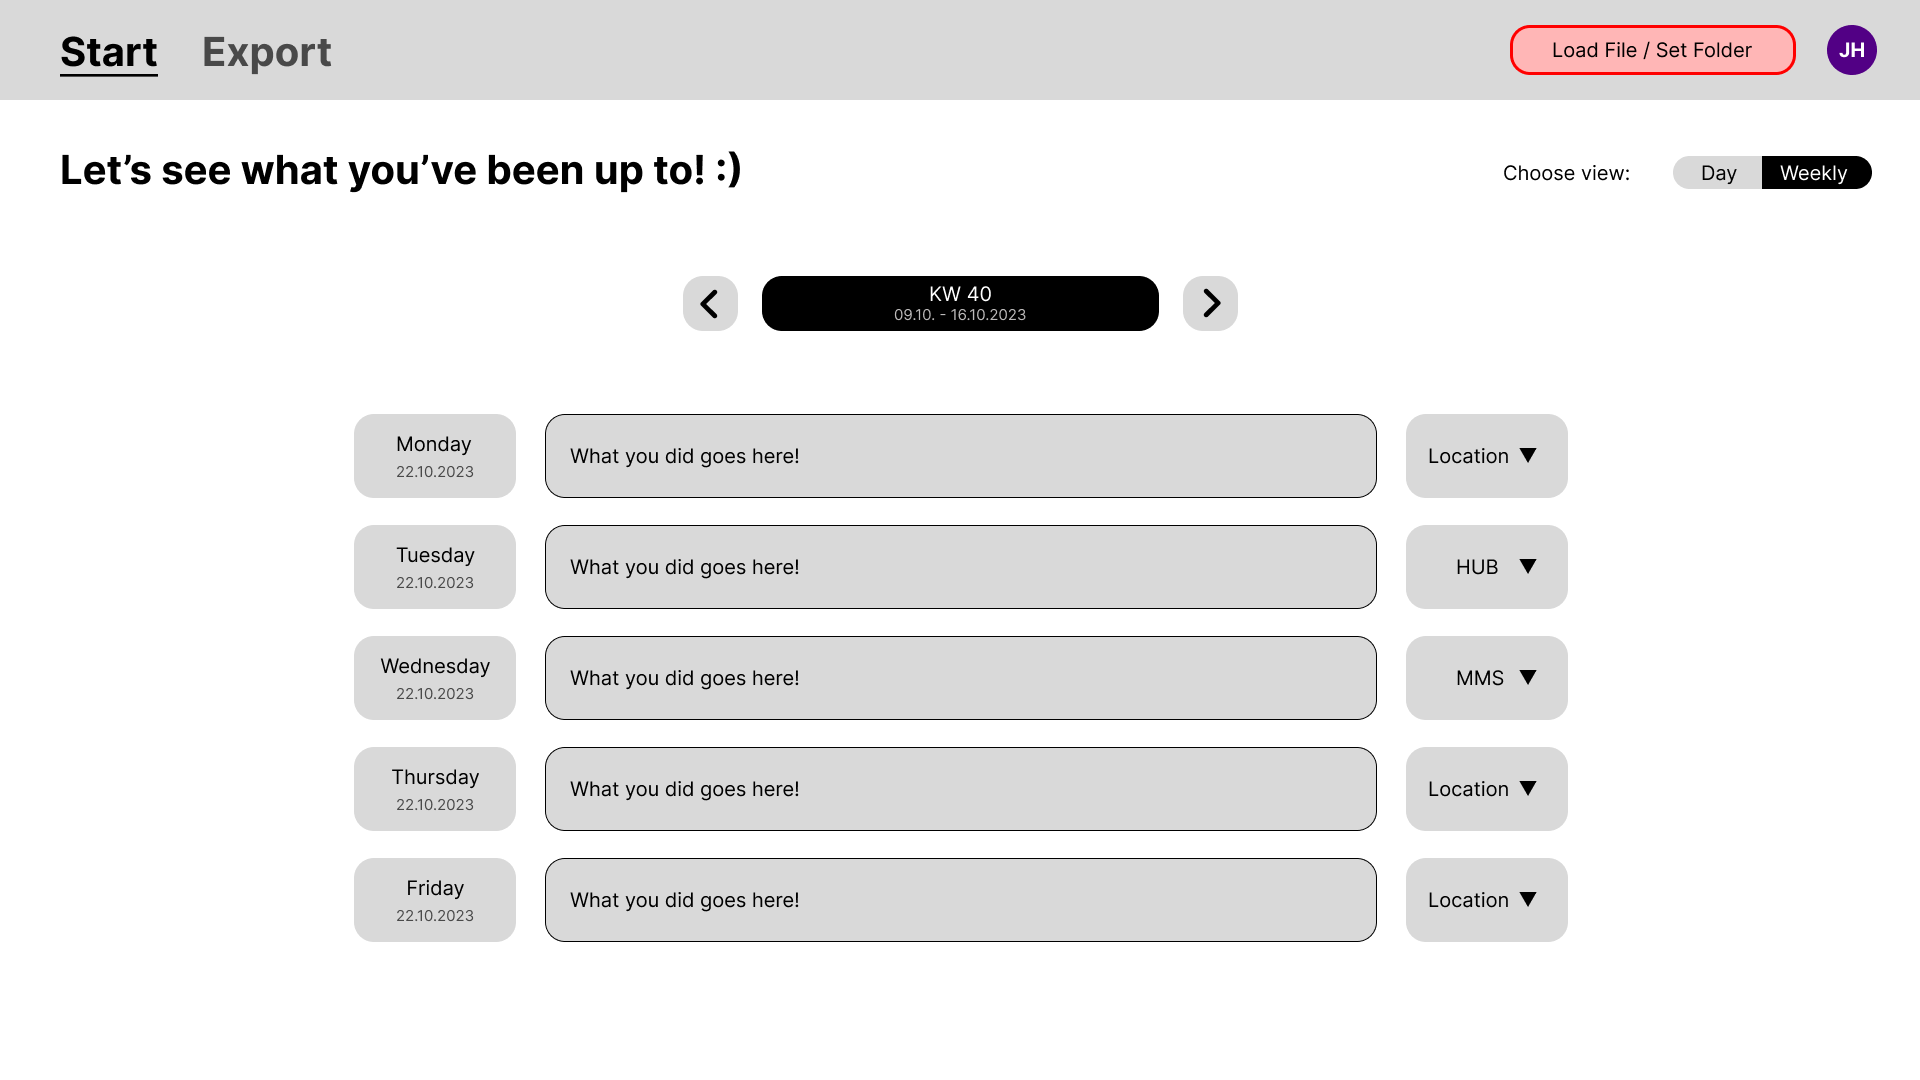 Start Export Load File / Set Folder JH
Let’s see what you’ve been up to! :)
Choose view: Day Weekly
KW 40
09.10. - 16.10.2023
Monday
22.10.2023
What you did goes here!
Location ▼
Tuesday
22.10.2023
What you did goes here!
HUB ▼
Wednesday
22.10.2023
What you did goes here!
MMS ▼
Thursday
22.10.2023
What you did goes here!
Location ▼
Friday
22.10.2023
What you did goes here!
Location ▼